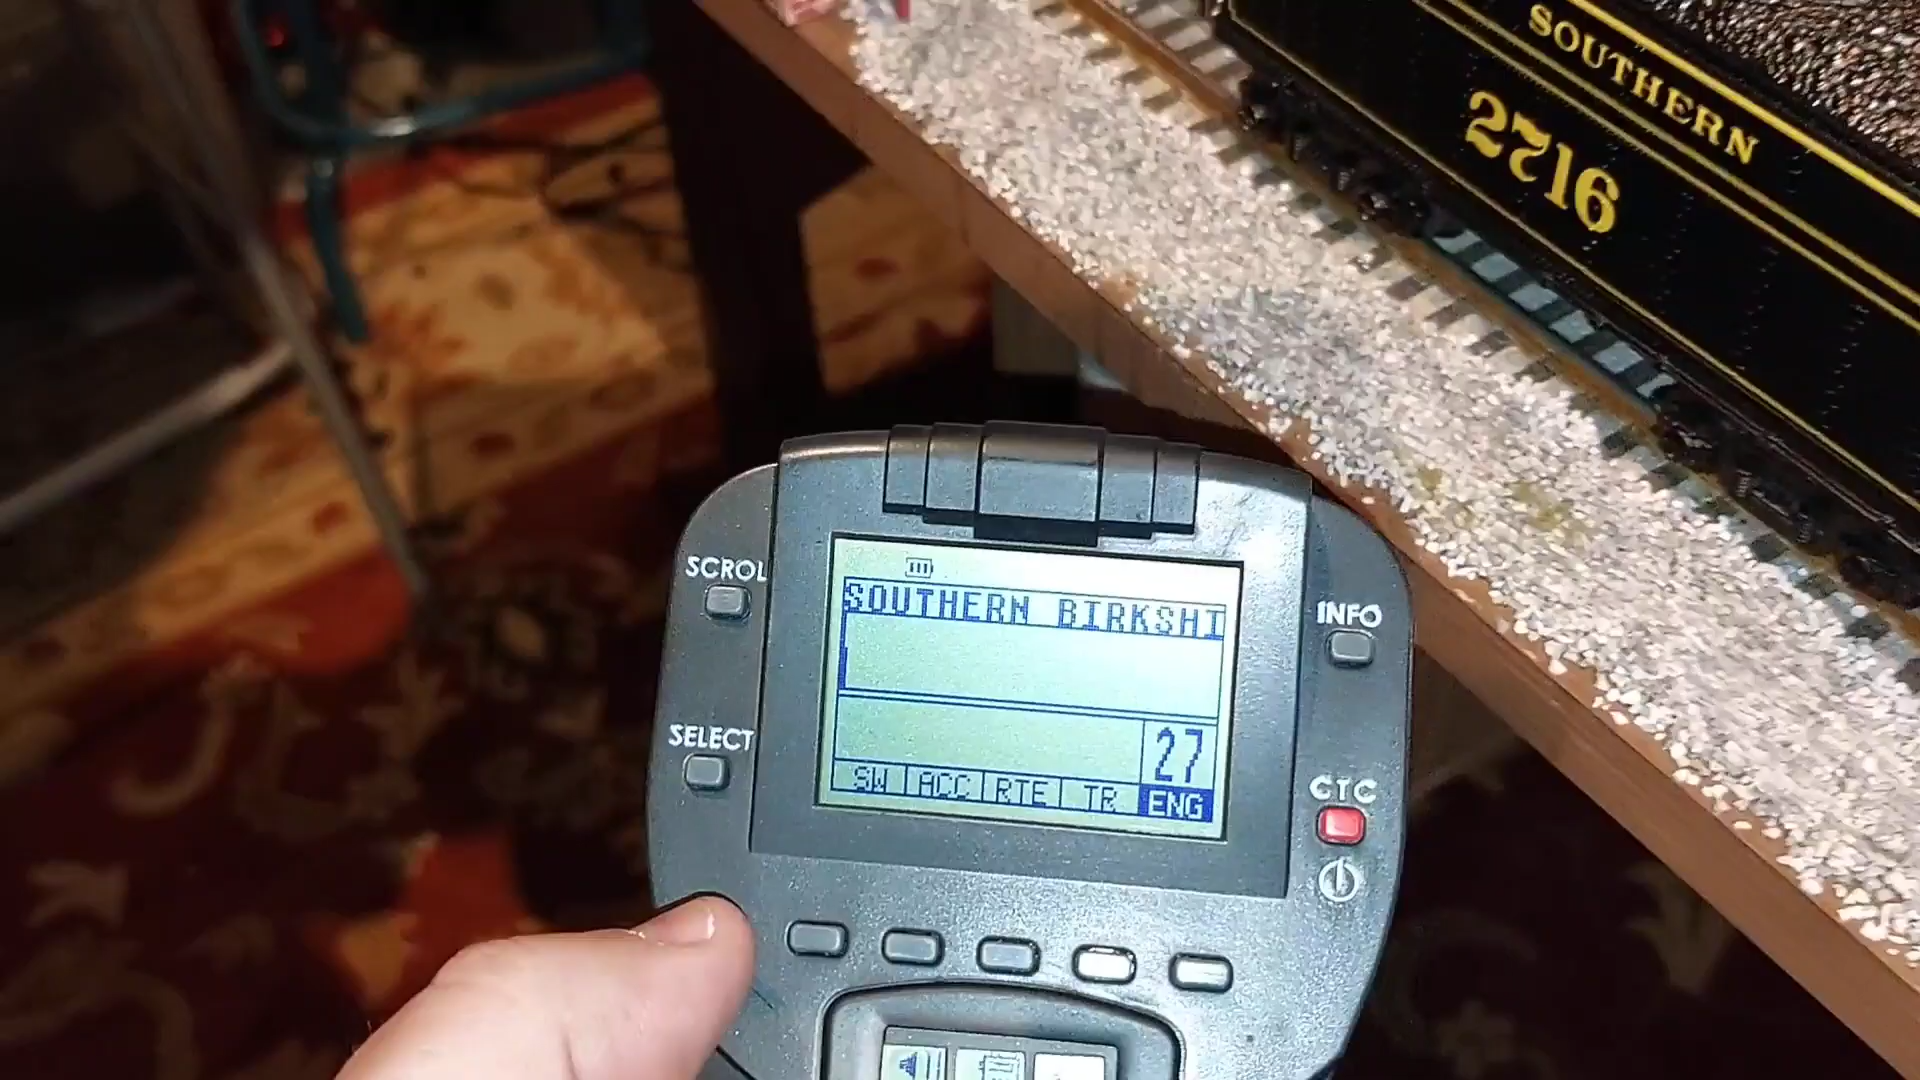 SOUTHERN
2716
SCROL
SOUTHERN BIRKSHI
INFO
SELECT
27
CTC
SW ACC RTE TR ENG